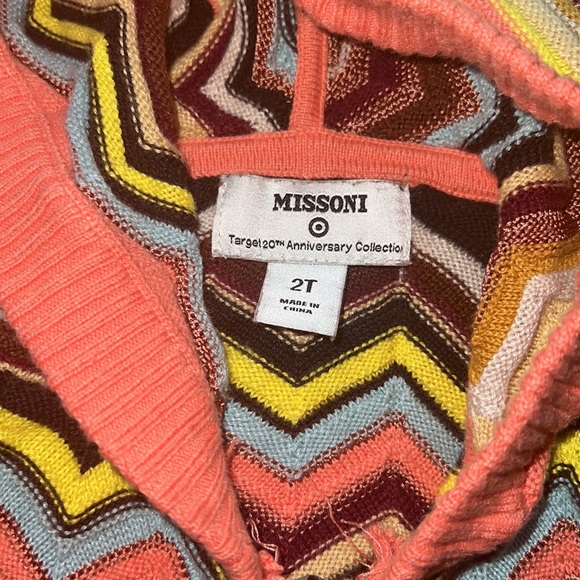 MISSONI
Target 20TH Anniversary Collection
2T
MADE IN
CHINA